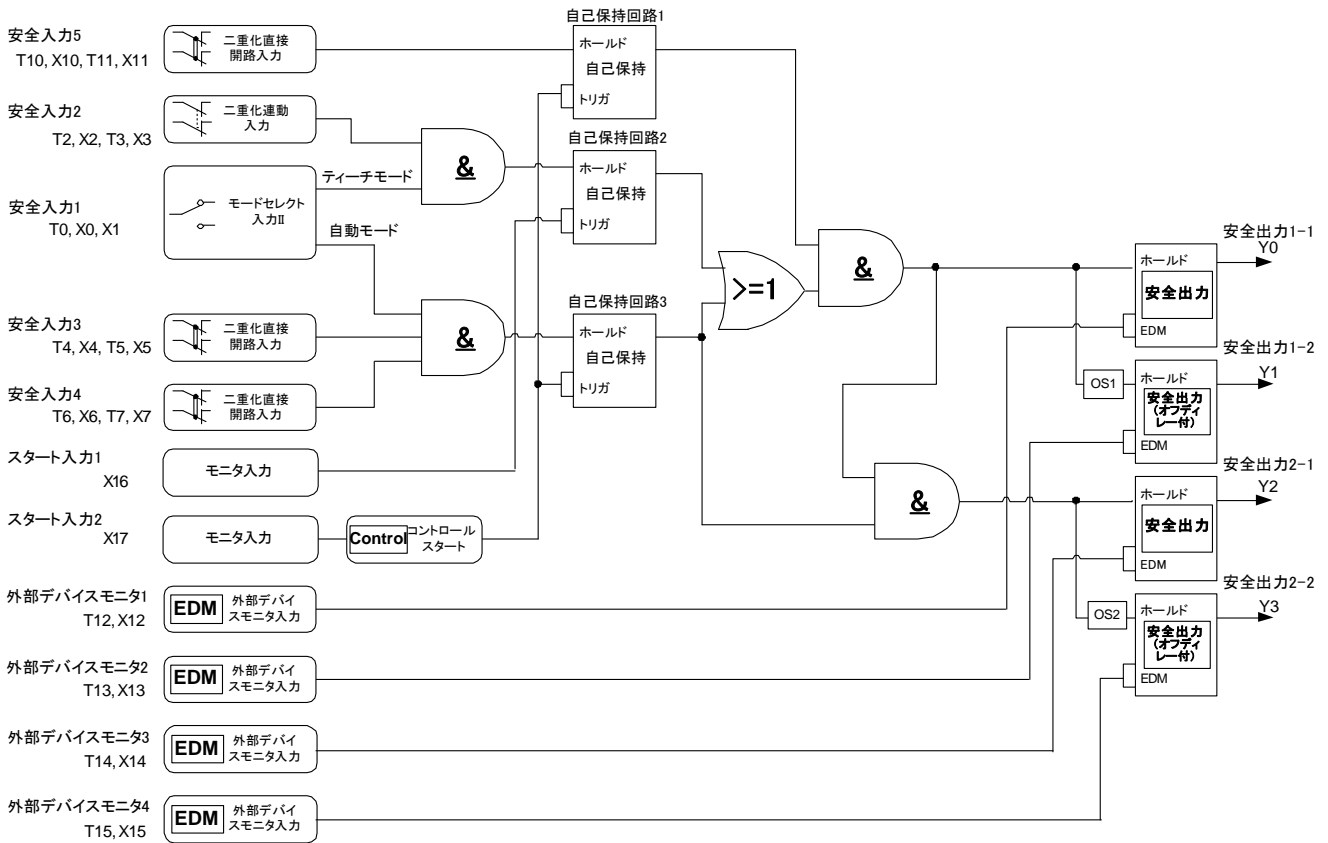 安全入力5
T10, X10, T11, X11
二重化直接
開路入力
自己保持回路1
ホールド
自己保持
トリガ
安全入力2
T2, X2, T3, X3
二重化連動
入力
&
自己保持回路2
ホールド
自己保持
トリガ
安全入力1
T0, X0, X1
モードセレクト
入力II
ティーチモード
自動モード
>=1
&
安全入力3
T4, X4, T5, X5
二重化直接
開路入力
&
自己保持回路3
ホールド
自己保持
トリガ
安全入力4
T6, X6, T7, X7
二重化直接
開路入力
スタート入力1
X16
モニタ入力
スタート入力2
X17
モニタ入力
Control
コントロール
スタート
&
外部デバイスモニタ1
T12, X12
EDM
外部デバイ
スモニタ入力
外部デバイスモニタ2
T13, X13
EDM
外部デバイ
スモニタ入力
外部デバイスモニタ3
T14, X14
EDM
外部デバイ
スモニタ入力
外部デバイスモニタ4
T15, X15
EDM
外部デバイ
スモニタ入力
安全出力1-1
Y0
ホールド
安全出力
EDM
安全出力1-2
Y1
OS1
ホールド
安全出力
(オフディ
レー付)
EDM
安全出力2-1
Y2
ホールド
安全出力
EDM
安全出力2-2
Y3
OS2
ホールド
安全出力
(オフディ
レー付)
EDM